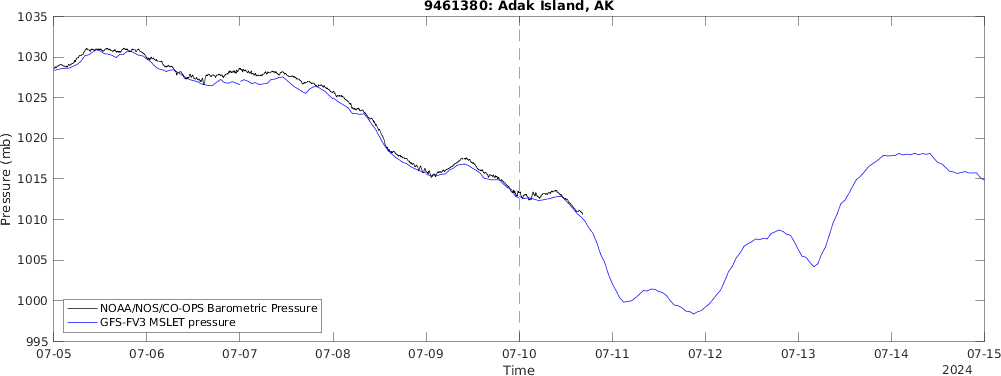 9461380: Adak Island, AK
1035
1030
1025
1020
1015
1010
1005
1000
995
Pressure (mb)
NOAA/NOS/CO-OPS Barometric Pressure
GFS-FV3 MSLET pressure
07-05 07-06 07-07 07-08 07-09 07-10 07-11 07-12 07-13 07-14 07-15
Time
2024